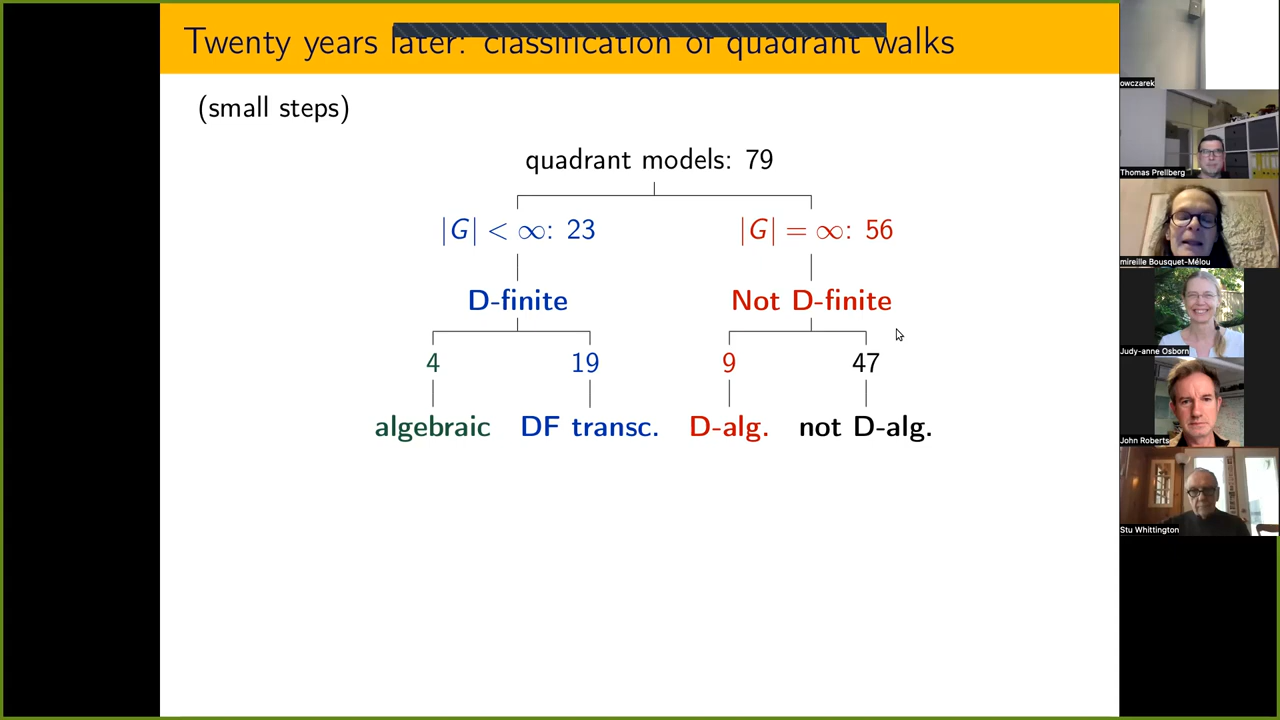 Twenty years later: classification of quadrant walks
(small steps)
quadrant models: 79
|G| < ∞: 23
|G| = ∞: 56
D-finite
Not D-finite
4
19
9
47
algebraic
DF transc.
D-alg.
not D-alg.
owczarek
Thomas Prellberg
mireille Bousquet-Mélou
Judy-anne Osborn
John Roberts
Stu Whittington